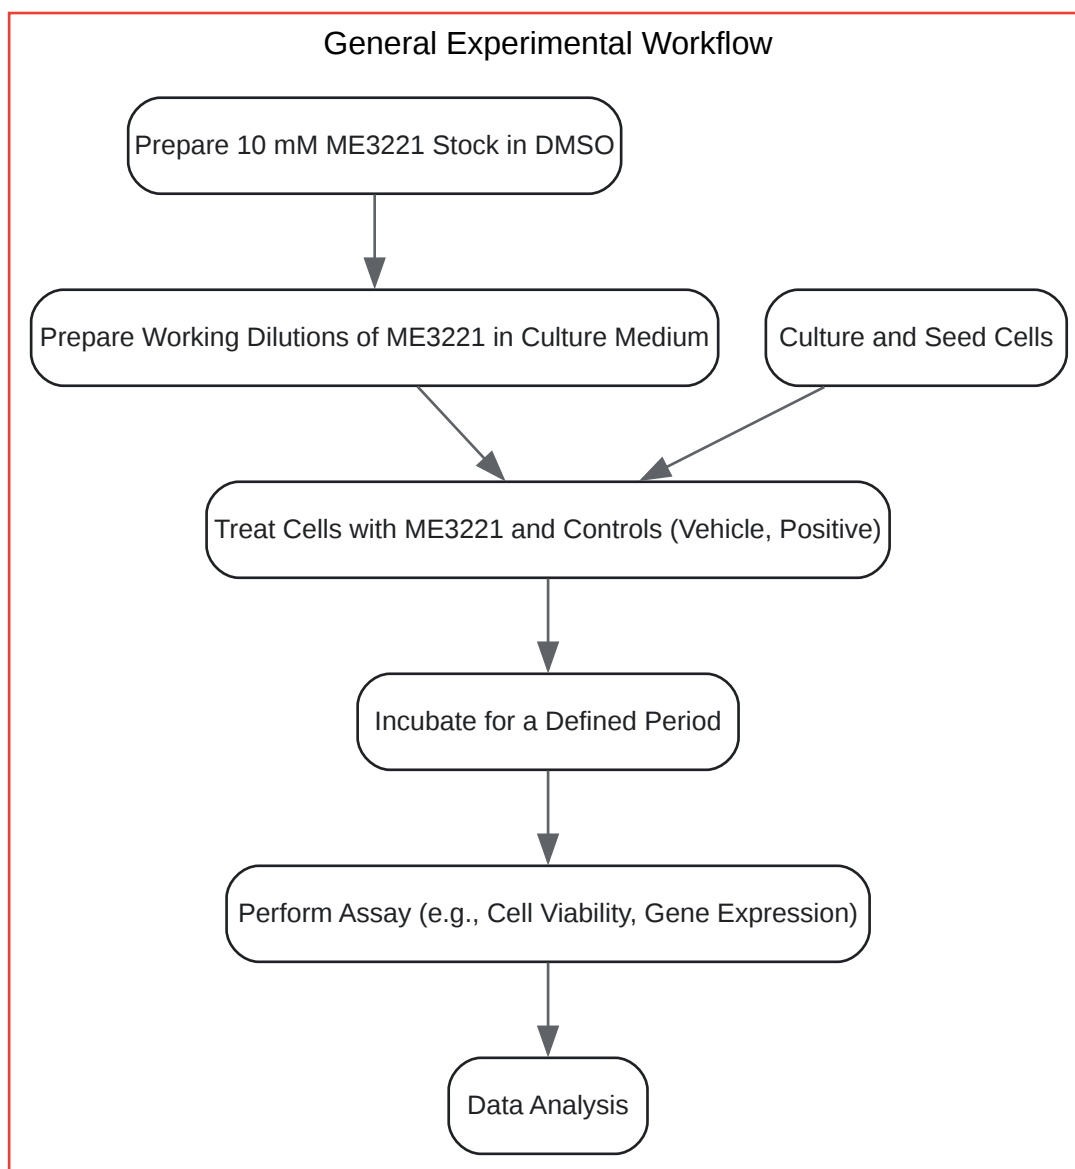 General Experimental Workflow
Prepare 10 mM ME3221 Stock in DMSO
Prepare Working Dilutions of ME3221 in Culture Medium
Culture and Seed Cells
Treat Cells with ME3221 and Controls (Vehicle, Positive)
Incubate for a Defined Period
Perform Assay (e.g., Cell Viability, Gene Expression)
Data Analysis